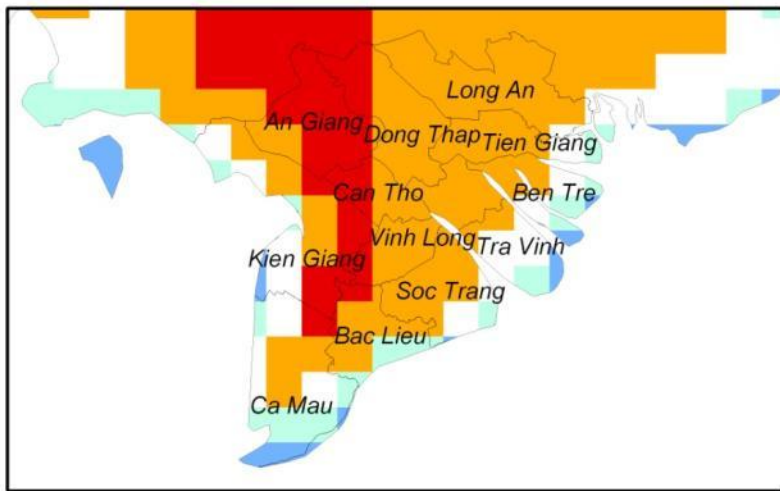 Long An
An Giang
Dong Thap
Tien Giang
Can Tho
Ben Tre
Vinh Long
Tra Vinh
Kien Giang
Soc Trang
Bac Lieu
Ca Mau